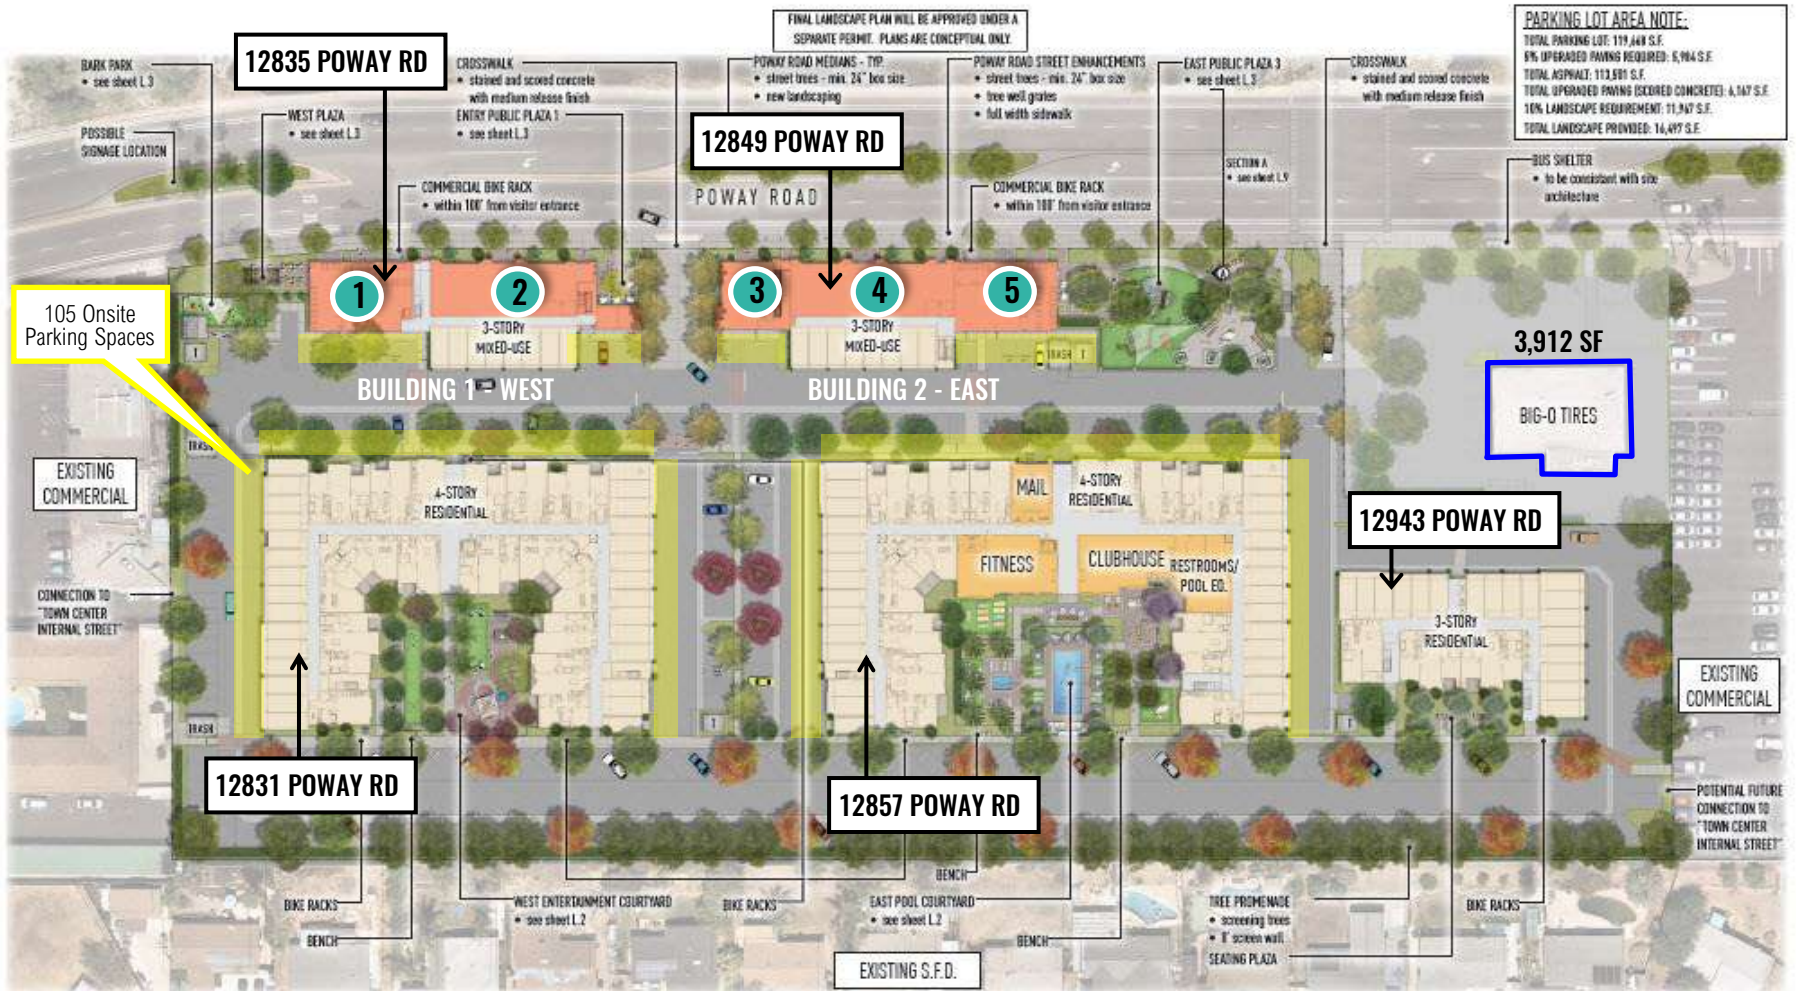 FINAL LANDSCAPE PLAN WILL BE APPROVED UNDER A
SEPARATE PERMIT. PLANS ARE CONCEPTUAL ONLY.
PARKING LOT AREA NOTE:
TOTAL PARKING LOT: 119,668 S.F.
5% UPGRADED PAVING REQUIRED: 5,984 S.F.
TOTAL ASPHALT: 113,501 S.F.
TOTAL UPGRADED PAVING (SCORED CONCRETE): 6,167 S.F.
10% LANDSCAPE REQUIREMENT: 11,967 S.F.
TOTAL LANDSCAPE PROVIDED: 16,497 S.F.
BARK PARK
• see sheet L.3
12835 POWAY RD
CROSSWALK
• stained and scored concrete
with medium release finish
POWAY ROAD MEDIANS - TYP.
• street trees - min. 24" box size
• new landscaping
POWAY ROAD STREET ENHANCEMENTS
• street trees - min. 24" box size
• tree well grates
• full width sidewalk
EAST PUBLIC PLAZA 3
• see sheet L.3
CROSSWALK
• stained and scored concrete
with medium release finish
WEST PLAZA
• see sheet L.3
ENTRY PUBLIC PLAZA 1
• see sheet L.3
POSSIBLE
SIGNAGE LOCATION
12849 POWAY RD
SECTION A
• see sheet L.9
BUS SHELTER
• to be consistent with site
architecture
COMMERCIAL BIKE RACK
• within 100' from visitor entrance
POWAY ROAD
COMMERCIAL BIKE RACK
• within 100' from visitor entrance
A
1
2
3
4
5
105 Onsite
Parking Spaces
3-STORY
MIXED-USE
3-STORY
MIXED-USE
T
TRASH T
3,912 SF
BUILDING 1 - WEST
BUILDING 2 - EAST
BIG-O TIRES
TRASH
EXISTING
COMMERCIAL
4-STORY
RESIDENTIAL
MAIL
4-STORY
RESIDENTIAL
12943 POWAY RD
FITNESS
CLUBHOUSE
RESTROOMS/
POOL EQ.
CONNECTION TO
"TOWN CENTER
INTERNAL STREET"
3-STORY
RESIDENTIAL
EXISTING
COMMERCIAL
TRASH
T
T
12831 POWAY RD
12857 POWAY RD
POTENTIAL FUTURE
CONNECTION TO
"TOWN CENTER
INTERNAL STREET"
BIKE RACKS
BENCH
WEST ENTERTAINMENT COURTYARD
• see sheet L.2
BIKE RACKS
BENCH
EAST POOL COURTYARD
• see sheet L.2
BENCH
TREE PROMENADE
• screening trees
• 8' screen wall
SEATING PLAZA
BIKE RACKS
EXISTING S.F.D.